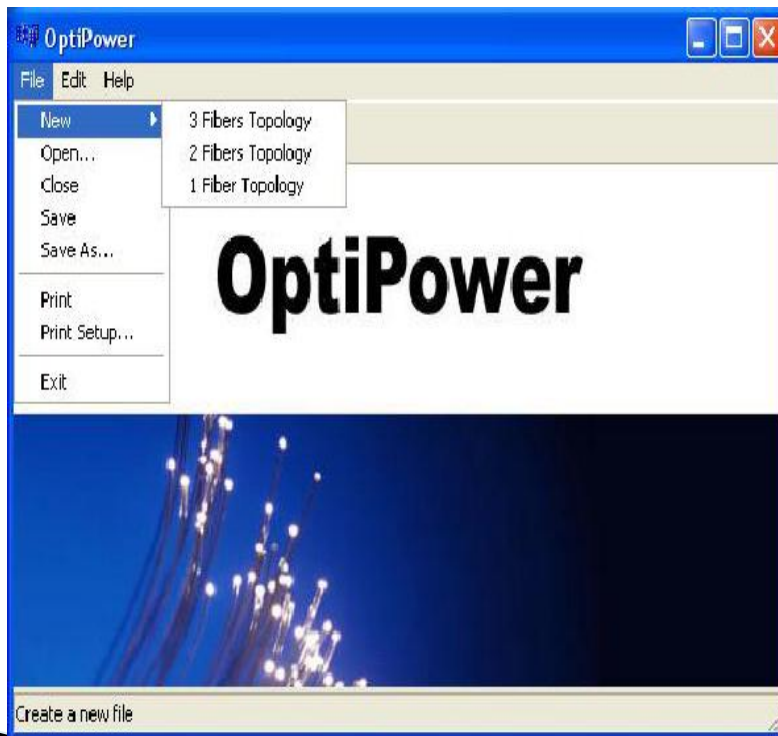 OptiPower
File Edit Help
New
3 Fibers Topology
Open...
2 Fibers Topology
Close
1 Fiber Topology
Save
Save As...
Print
Print Setup...
Exit
OptiPower
Create a new file